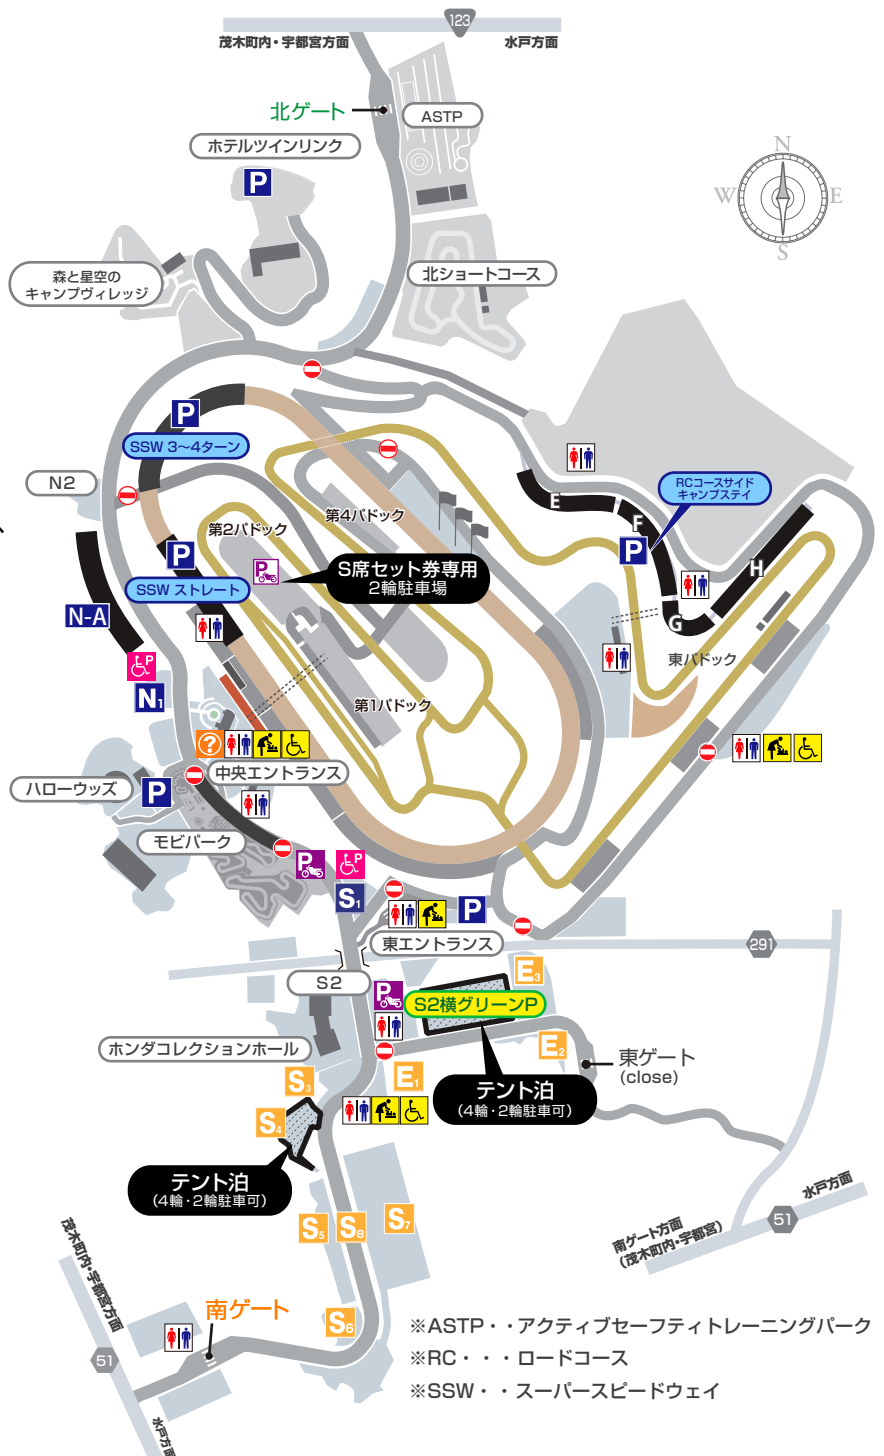 123
茂木町内・宇都宮方面
水戸方面
北ゲート
ASTP
ホテルツインリンク
P
N
W
E
S
森と星空の
キャンプヴィレッジ
北ショートコース
P
SSW 3〜4ターン
N2
RCコースサイド
キャンプステイ
E
F
P
H
G
第2パドック
第4パドック
P
S席セット券専用
2輪駐車場
P
SSW ストレート
N-A
P
N1
東パドック
第1パドック
?
中央エントランス
ハローウッズ
P
モビパーク
P
P
S1
P
東エントランス
291
S2
P
E3
S2横グリーンP
ホンダコレクションホール
E2
東ゲート
(close)
E1
S3
テント泊
(4輪・2輪駐車可)
S4
テント泊
(4輪・2輪駐車可)
S5
S8
S7
水戸方面
51
南ゲート方面
(茂木町内・宇都宮)
茂木町内・宇都宮方面
南ゲート
S6
51
水戸方面
※ASTP・・アクティブセーフティトレーニングパーク
※RC・・・ロードコース
※SSW・・スーパースピードウェイ